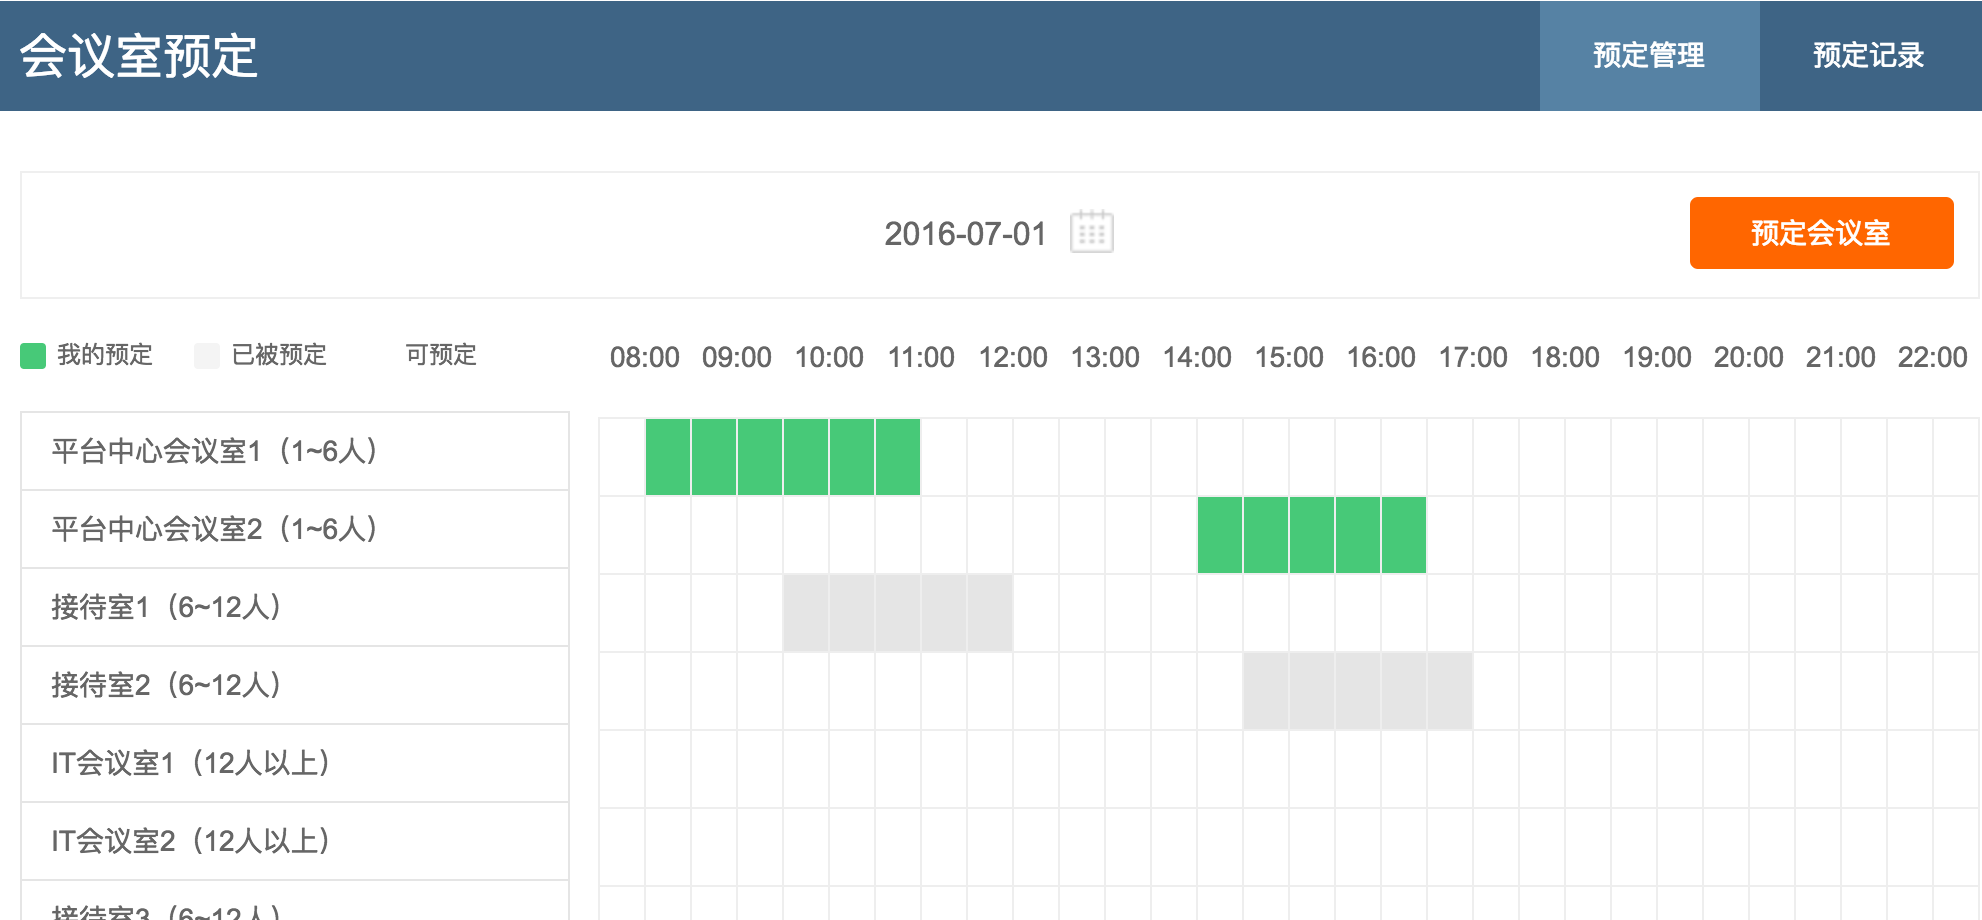 会议室预定
预定管理
预定记录
2016-07-01
预定会议室
我的预定 已被预定 可预定
08:00 09:00 10:00 11:00 12:00 13:00 14:00 15:00 16:00 17:00 18:00 19:00 20:00 21:00 22:00
平台中心会议室1（1~6人）
平台中心会议室2（1~6人）
接待室1（6~12人）
接待室2（6~12人）
IT会议室1（12人以上）
IT会议室2（12人以上）
接待室3（6~12人）